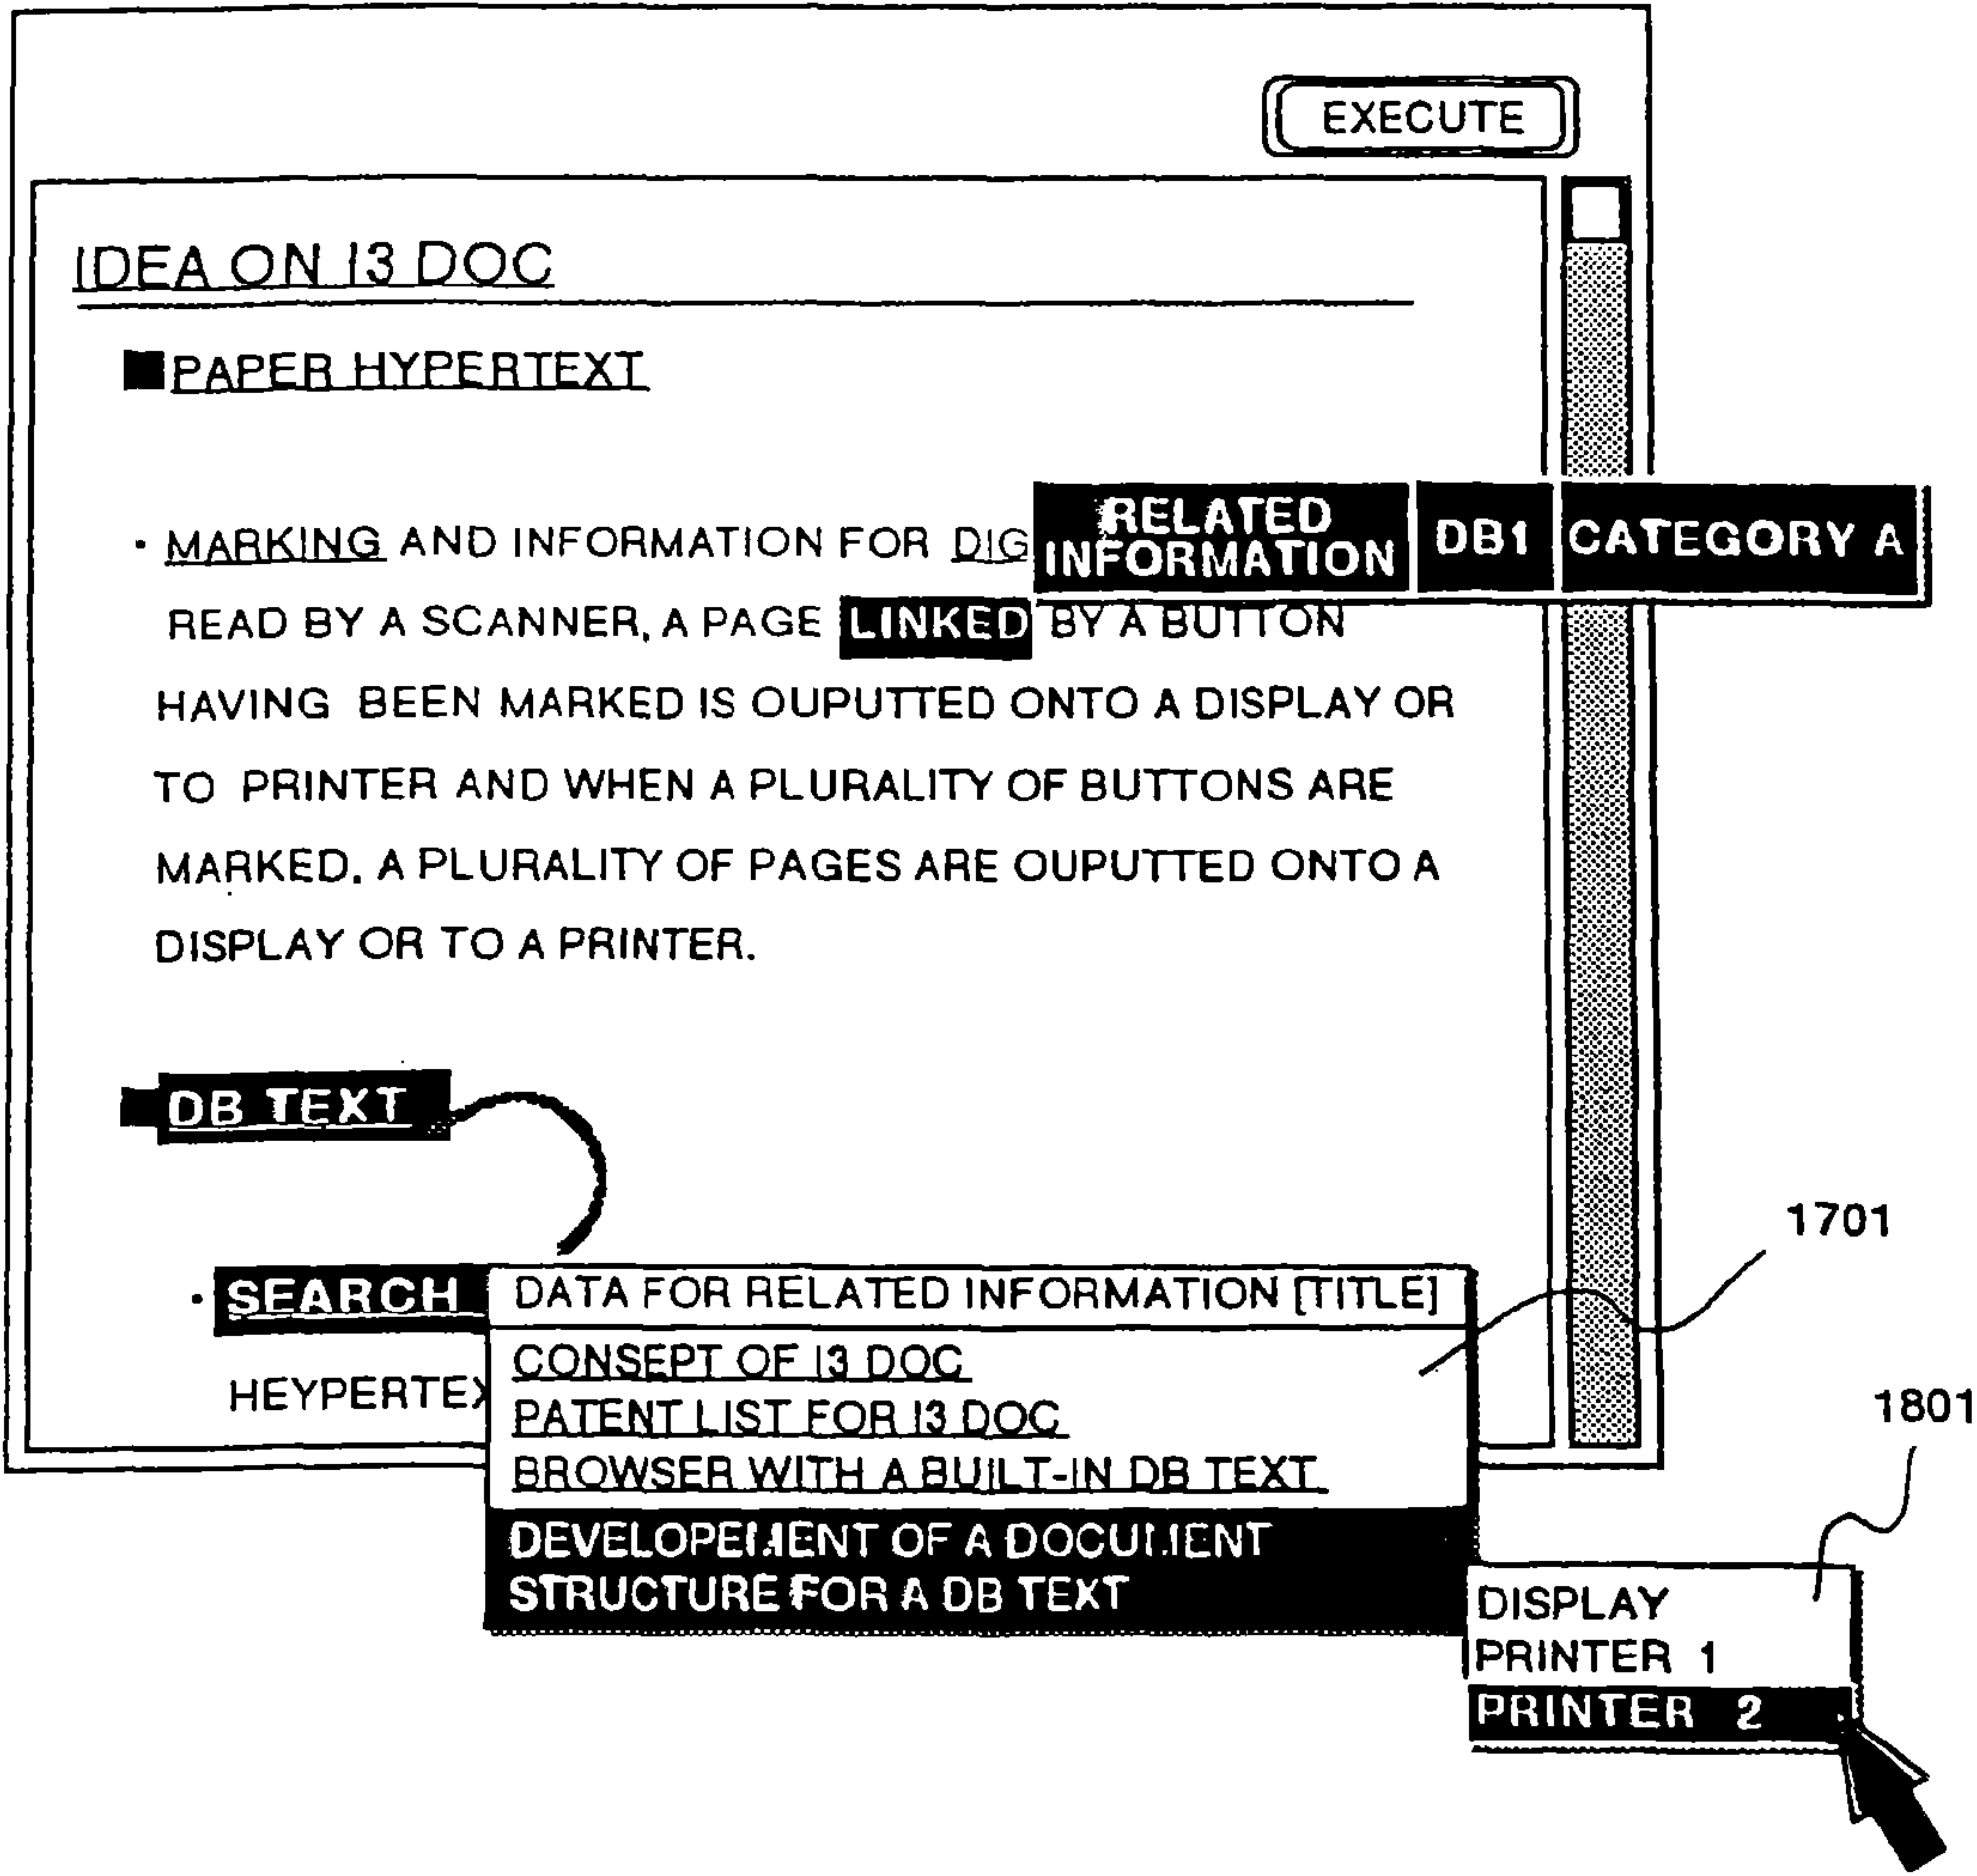 EXECUTE
IDEA ON I3 DOC
PAPER HYPERTEXT
RELATED
INFORMATION
DB1
CATEGORY A
· MARKING AND INFORMATION FOR DIG
READ BY A SCANNER, A PAGE LINKED BY A BUTTON
HAVING BEEN MARKED IS OUPUTTED ONTO A DISPLAY OR
TO PRINTER AND WHEN A PLURALITY OF BUTTONS ARE
MARKED. A PLURALITY OF PAGES ARE OUPUTTED ONTO A
DISPLAY OR TO A PRINTER.
DB TEXT
1701
· SEARCH
DATA FOR RELATED INFORMATION [TITLE]
CONSEPT OF I3 DOC
HEYPERTEX
PATENT LIST FOR I3 DOC
1801
BROWSER WITH A BUILT-IN DB TEXT
DEVELOPEMENT OF A DOCUMENT
STRUCTURE FOR A DB TEXT
DISPLAY
PRINTER 1
PRINTER 2